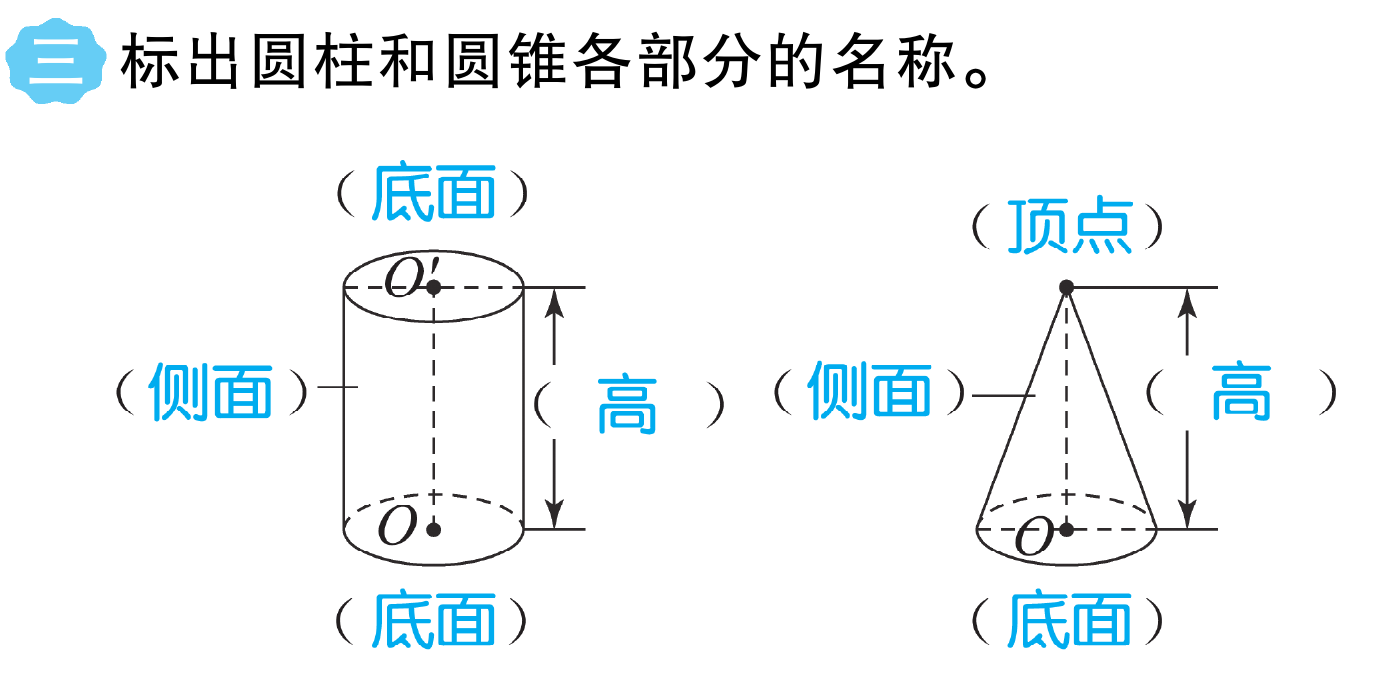 三 标出圆柱和圆锥各部分的名称。
（底面）
（顶点）
O′
（侧面）
（高）
（侧面）
（高）
O
O
（底面）
（底面）